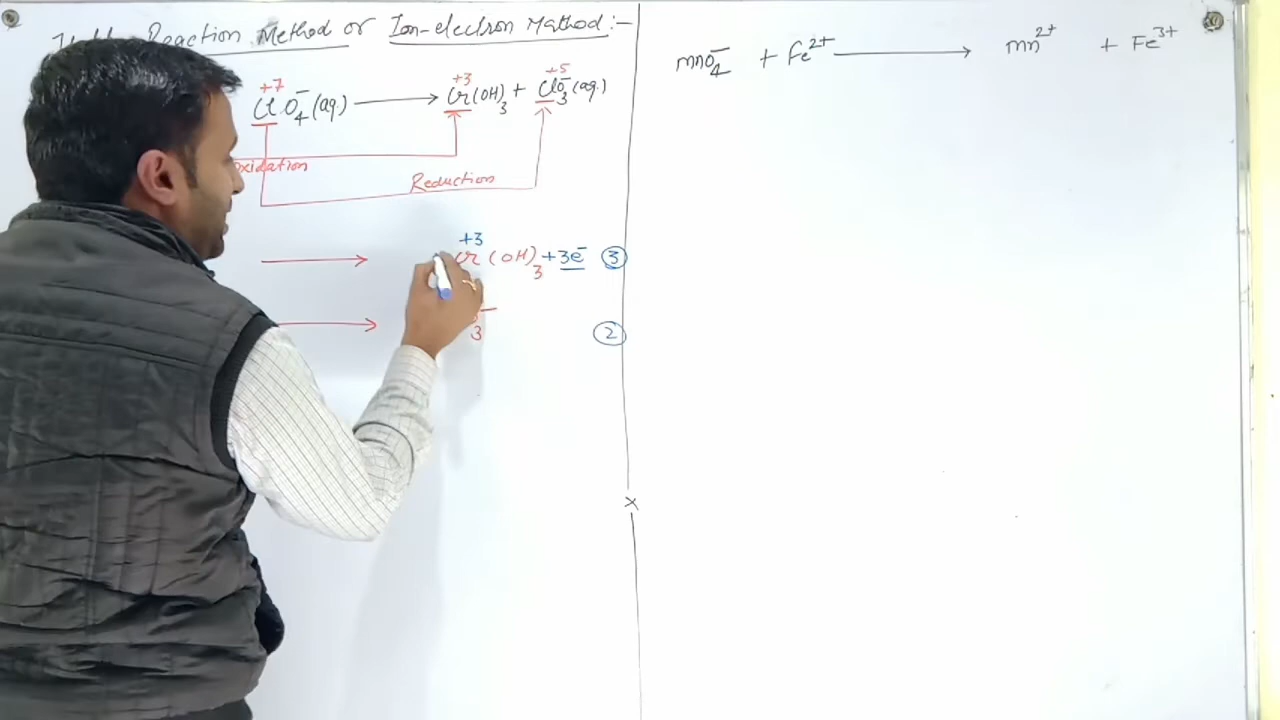 Reaction Method or Ion-electron Method:-
+7 +3 +5
ClO₄⁻(aq.) ⟶ Cr(OH)₃ + ClO₃⁻(aq.)
oxidation
Reduction
+3
⟶ Cr(OH)₃ + 3e⁻ ③
⟶ ₃⁻ ②
MnO₄⁻ + Fe²⁺ ⟶ Mn²⁺ + Fe³⁺
x